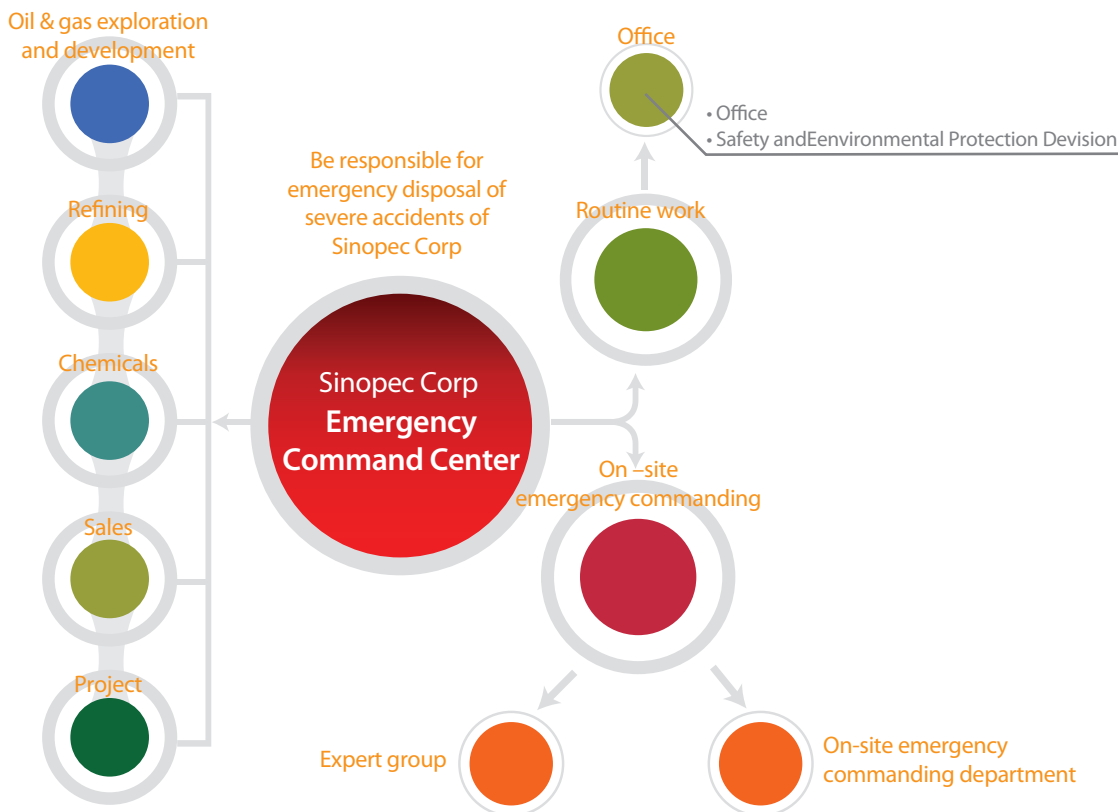 Oil & gas exploration
and development
Refining
Chemicals
Sales
Project
Be responsible for
emergency disposal of
severe accidents of
Sinopec Corp
Sinopec Corp
Emergency
Command Center
Office
• Office
• Safety andEenvironmental Protection Devision
Routine work
On –site
emergency commanding
Expert group
On-site emergency
commanding department